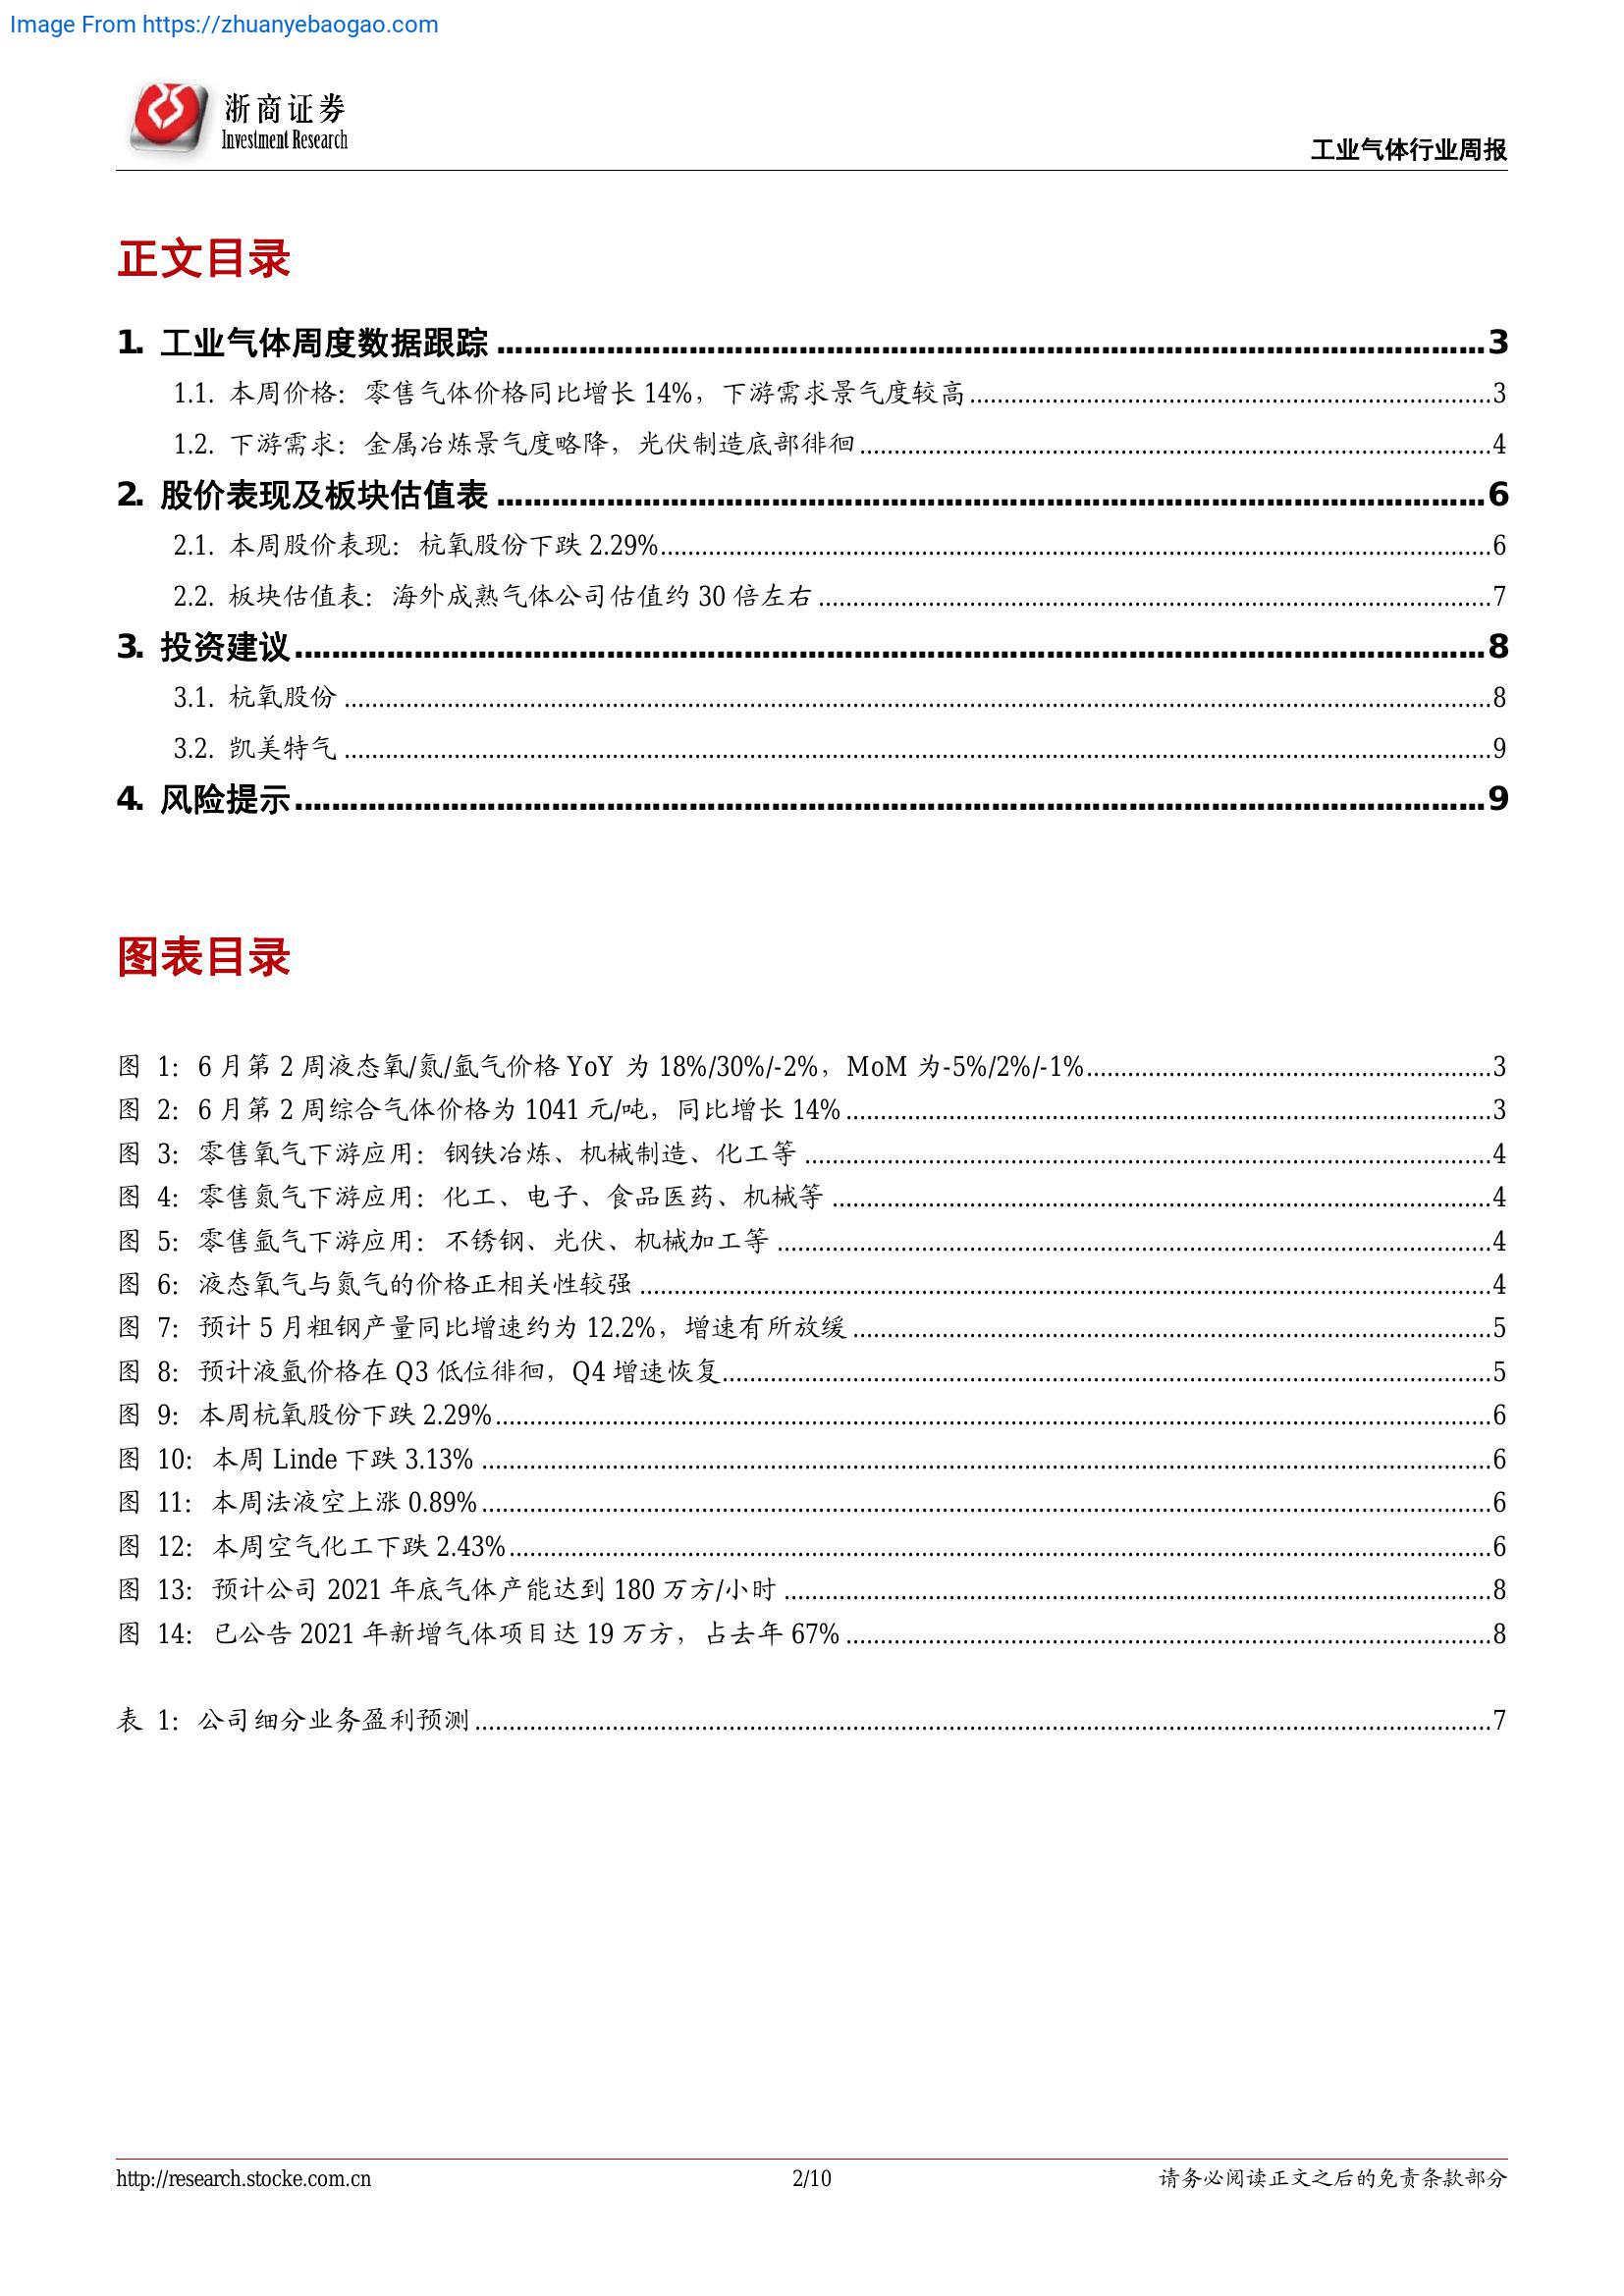 Image From https://zhuanyebaogao.com
浙商证券
Investment Research
工业气体行业周报
正文目录
1. 工业气体周度数据跟踪 ........ 3
1.1. 本周价格：零售气体价格同比增长 14%，下游需求景气度较高 ........ 3
1.2. 下游需求：金属冶炼景气度略降，光伏制造底部徘徊 ........ 4
2. 股价表现及板块估值表 ........ 6
2.1. 本周股价表现：杭氧股份下跌 2.29% ........ 6
2.2. 板块估值表：海外成熟气体公司估值约 30 倍左右 ........ 7
3. 投资建议 ........ 8
3.1. 杭氧股份 ........ 8
3.2. 凯美特气 ........ 9
4. 风险提示 ........ 9
图表目录
图 1：6 月第 2 周液态氧/氮/氩气价格 YoY 为 18%/30%/-2%，MoM 为-5%/2%/-1% ........ 3
图 2：6 月第 2 周综合气体价格为 1041 元/吨，同比增长 14% ........ 3
图 3：零售氧气下游应用：钢铁冶炼、机械制造、化工等 ........ 4
图 4：零售氮气下游应用：化工、电子、食品医药、机械等 ........ 4
图 5：零售氩气下游应用：不锈钢、光伏、机械加工等 ........ 4
图 6：液态氧气与氮气的价格正相关性较强 ........ 4
图 7：预计 5 月粗钢产量同比增速约为 12.2%，增速有所放缓 ........ 5
图 8：预计液氩价格在 Q3 低位徘徊，Q4 增速恢复 ........ 5
图 9：本周杭氧股份下跌 2.29% ........ 6
图 10：本周 Linde 下跌 3.13% ........ 6
图 11：本周法液空上涨 0.89% ........ 6
图 12：本周空气化工下跌 2.43% ........ 6
图 13：预计公司 2021 年底气体产能达到 180 万方/小时 ........ 8
图 14：已公告 2021 年新增气体项目达 19 万方，占去年 67% ........ 8
表 1：公司细分业务盈利预测 ........ 7
http://research.stocke.com.cn
2/10
请务必阅读正文之后的免责条款部分